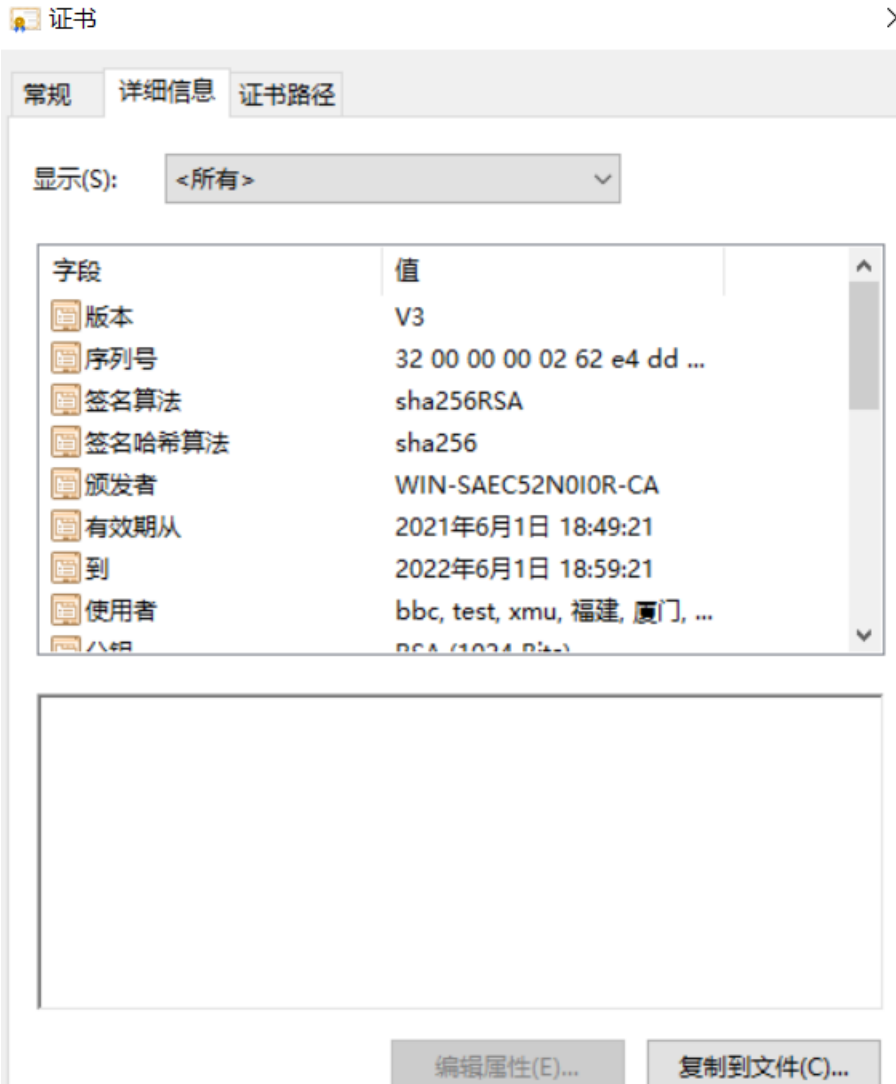 证书
常规 详细信息 证书路径
显示(S): <所有>
字段 值
版本 V3
序列号 32 00 00 00 02 62 e4 dd ...
签名算法 sha256RSA
签名哈希算法 sha256
颁发者 WIN-SAEC52N0I0R-CA
有效期从 2021年6月1日 18:49:21
到 2022年6月1日 18:59:21
使用者 bbc, test, xmu, 福建, 厦门, ...
公钥 RSA (1024 Bits)
编辑属性(E)... 复制到文件(C)...